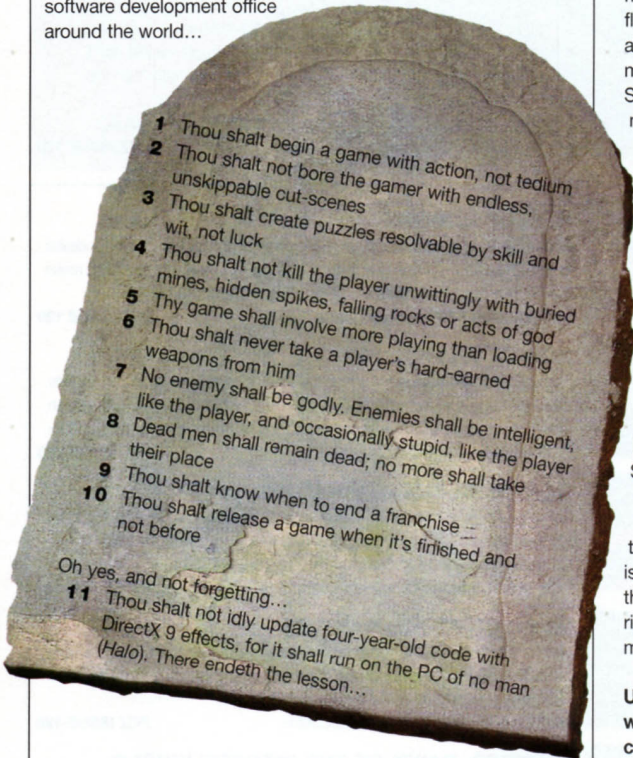 software development office
around the world...
1 Thou shalt begin a game with action, not tedium
2 Thou shalt not bore the gamer with endless,
unskippable cut-scenes
3 Thou shalt create puzzles resolvable by skill and
wit, not luck
4 Thou shalt not kill the player unwittingly with buried
mines, hidden spikes, falling rocks or acts of god
5 Thy game shall involve more playing than loading
6 Thou shalt never take a player's hard-earned
weapons from him
7 No enemy shall be godly. Enemies shall be intelligent,
like the player, and occasionally stupid, like the player
8 Dead men shall remain dead; no more shall take
their place
9 Thou shalt know when to end a franchise
10 Thou shalt release a game when it's finished and
not before
Oh yes, and not forgetting...
11 Thou shalt not idly update four-year-old code with
DirectX 9 effects, for it shall run on the PC of no man
(Halo). There endeth the lesson...